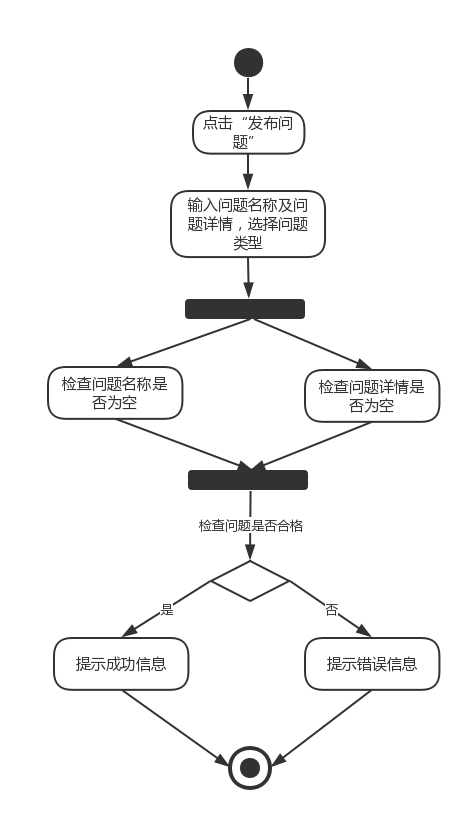 点击“发布问
题”
输入问题名称及问
题详情，选择问题
类型
检查问题名称是
否为空
检查问题详情是
否为空
检查问题是否合格
是
否
提示成功信息
提示错误信息